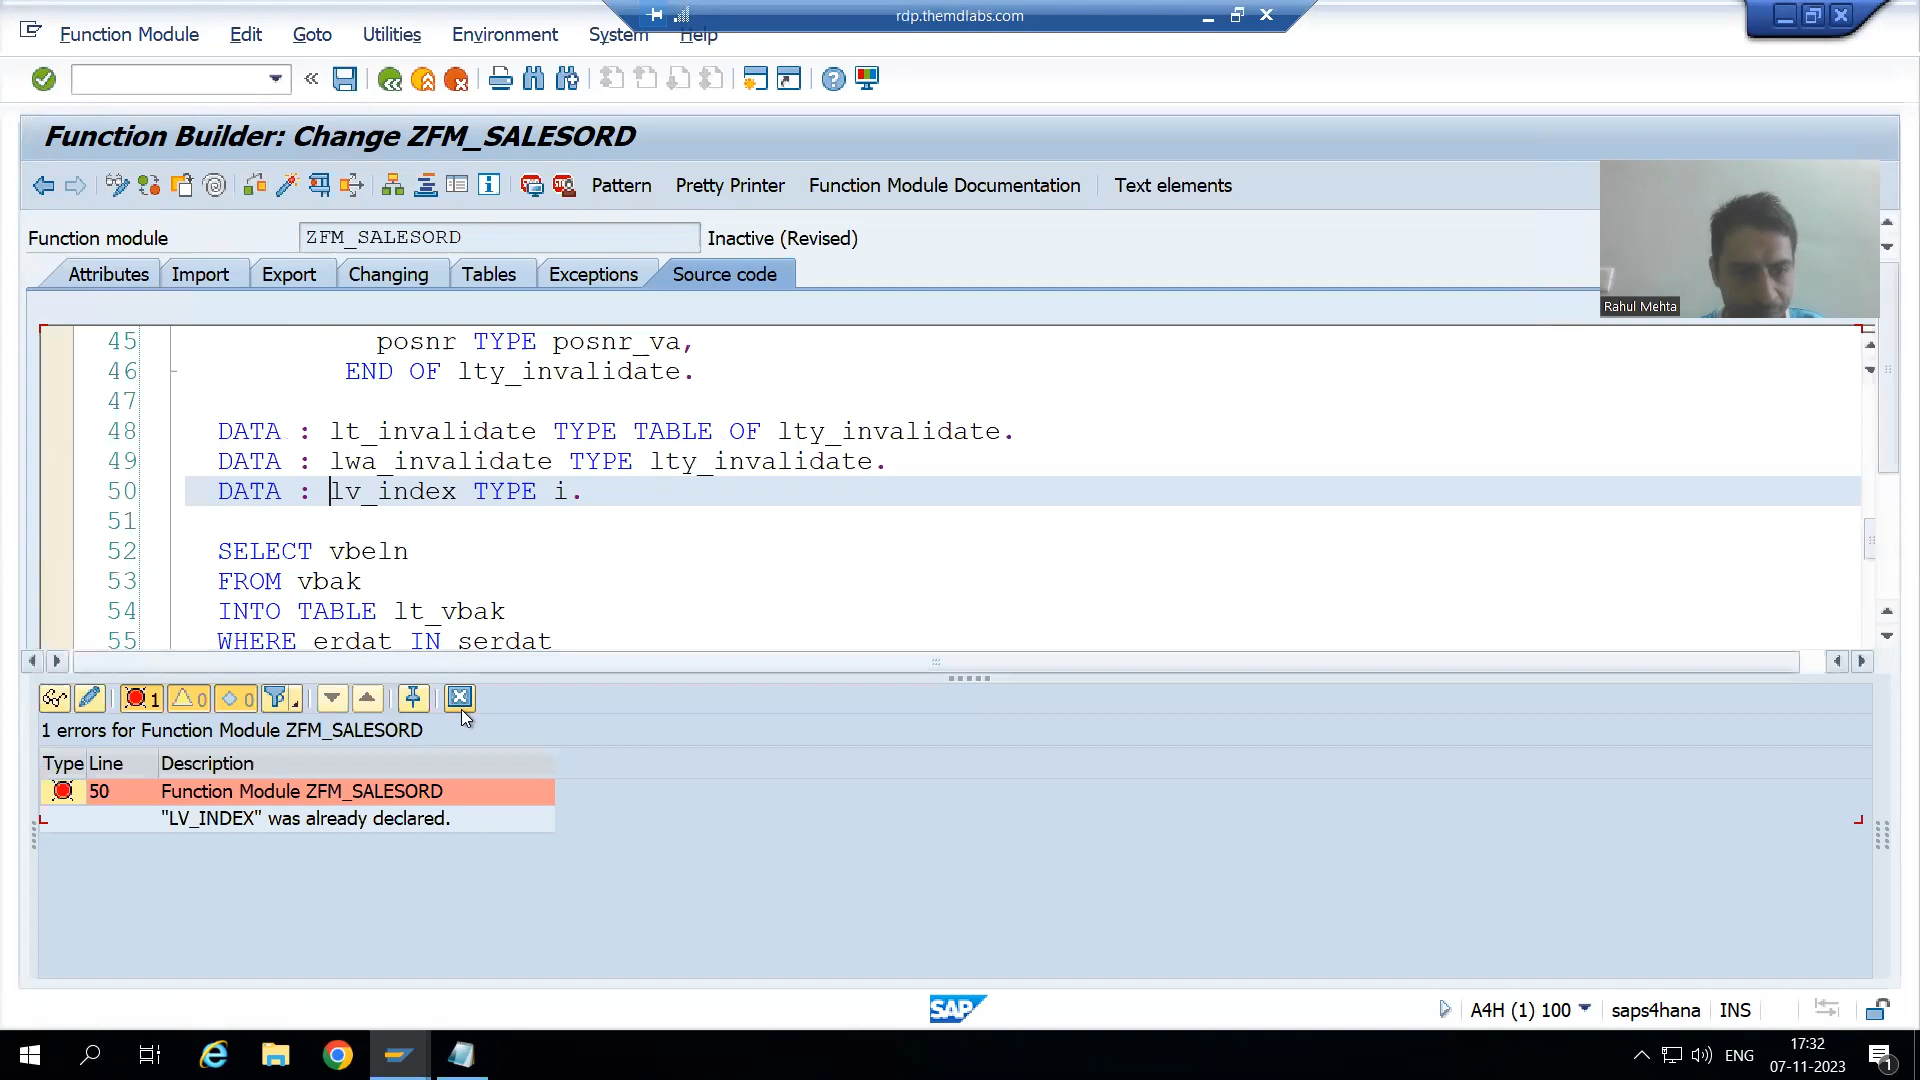 rdp.themdlabs.com
Function Module Edit Goto Utilities Environment System Help
Function Builder: Change ZFM_SALESORD
Pattern Pretty Printer Function Module Documentation Text elements
Function module ZFM_SALESORD Inactive (Revised)
Attributes Import Export Changing Tables Exceptions Source code
Rahul Mehta
45 posnr TYPE posnr_va,
46 END OF lty_invalidate.
47
48 DATA : lt_invalidate TYPE TABLE OF lty_invalidate.
49 DATA : lwa_invalidate TYPE lty_invalidate.
50 DATA : lv_index TYPE i.
51
52 SELECT vbeln
53 FROM vbak
54 INTO TABLE lt_vbak
55 WHERE erdat IN serdat
1 0 0
1 errors for Function Module ZFM_SALESORD
Type Line Description
50 Function Module ZFM_SALESORD
"LV_INDEX" was already declared.
SAP
A4H (1) 100 saps4hana INS
ENG
17:32
07-11-2023
1